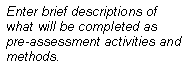 Enter brief descriptions of
what will be completed as
pre-assessment activities and
methods.